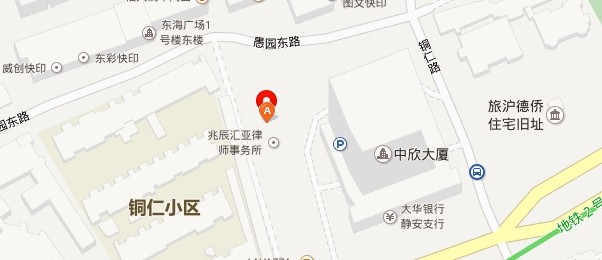 图文快印
东海广场1
号楼东楼
愚园东路
东彩快印
威创快印
铜仁路
园东路
A
旅沪德侨
住宅旧址
兆辰汇亚律
师事务所
P
中欣大厦
铜仁小区
大华银行
静安支行
地铁2号